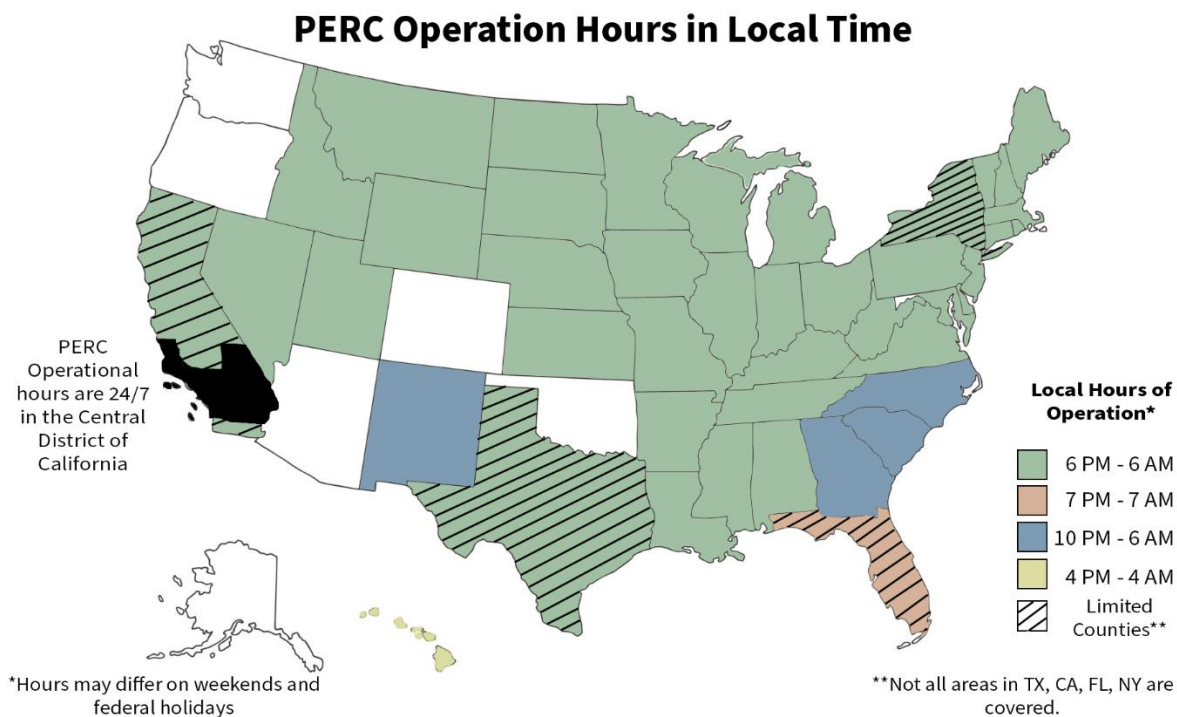 PERC Operation Hours in Local Time
PERC
Operational
hours are 24/7
in the Central
District of
California
Local Hours of
Operation*
6 PM - 6 AM
7 PM - 7 AM
10 PM - 6 AM
4 PM - 4 AM
Limited
Counties**
*Hours may differ on weekends and
federal holidays
**Not all areas in TX, CA, FL, NY are
covered.